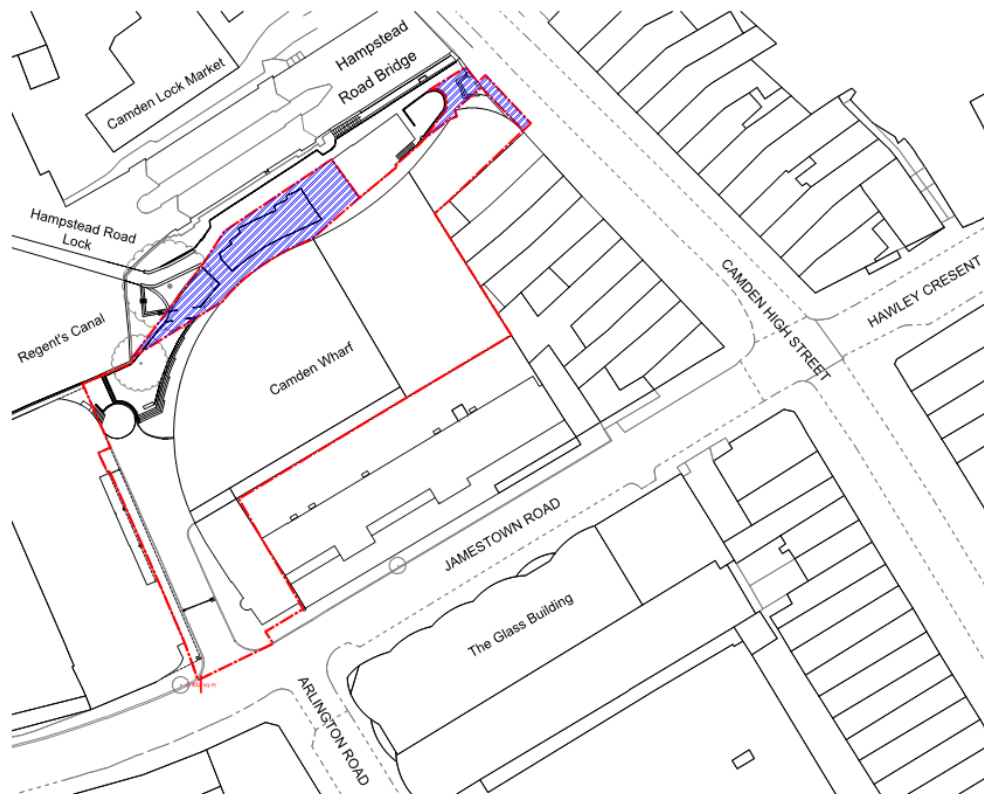 Hampstead
Road Bridge
Camden Lock Market
Hampstead Road
Lock
Regent's Canal
Camden Wharf
CAMDEN HIGH STREET
HAWLEY CRESENT
JAMESTOWN ROAD
The Glass Building
ARLINGTON ROAD